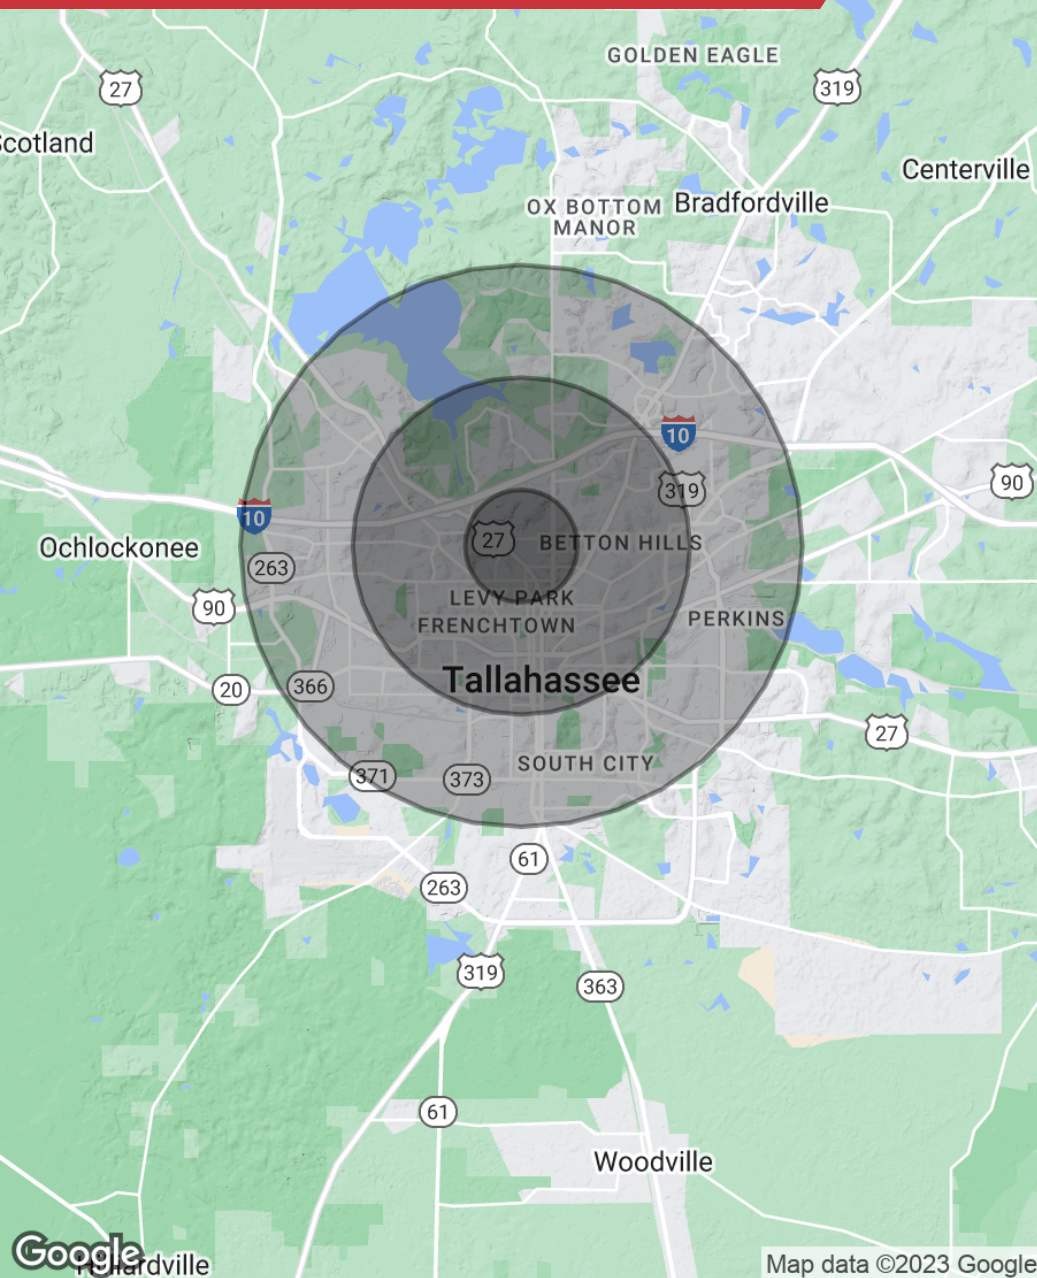 GOLDEN EAGLE
27
319
Scotland
Centerville
OX BOTTOM
MANOR
Bradfordville
10
319
90
10
27
BETTON HILLS
Ochlockonee
263
90
LEVY PARK
FRENCHTOWN
PERKINS
Tallahassee
20
366
27
SOUTH CITY
371
373
61
263
319
363
61
Woodville
Google
Map data ©2023 Google